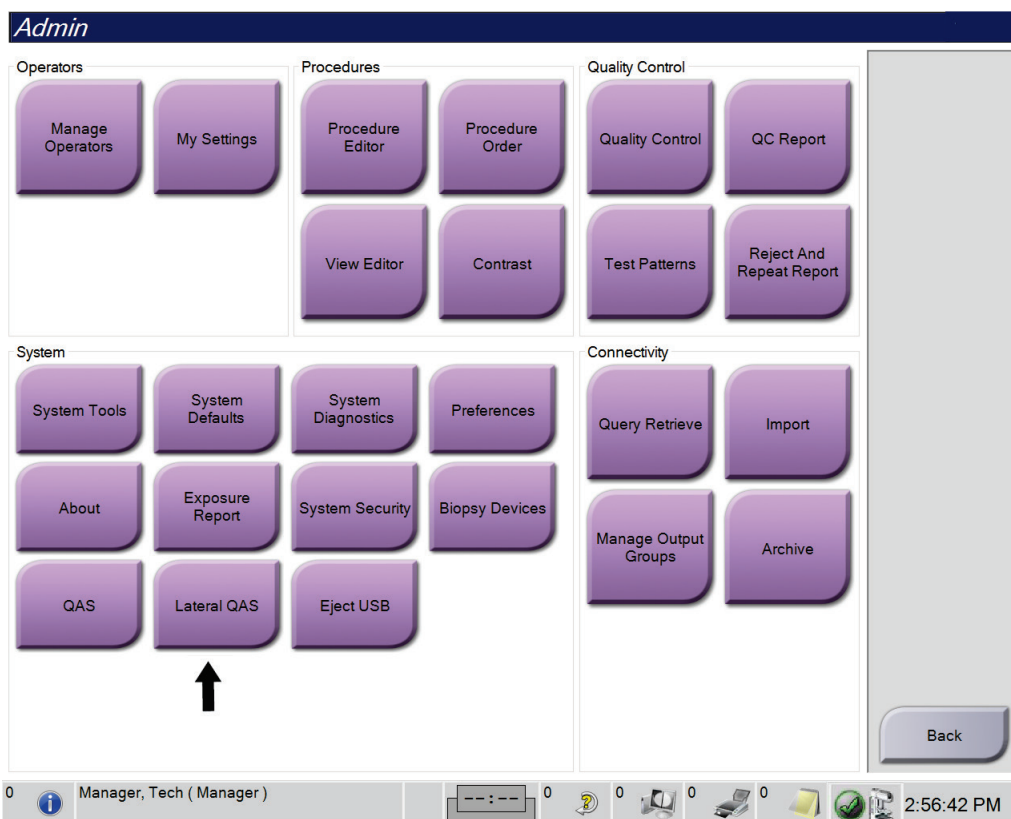 Admin
Operators
Manage
Operators
My Settings
Procedures
Procedure
Editor
Procedure
Order
View Editor
Contrast
Quality Control
Quality Control
QC Report
Test Patterns
Reject And
Repeat Report
System
System Tools
System
Defaults
System
Diagnostics
Preferences
About
Exposure
Report
System Security
Biopsy Devices
QAS
Lateral QAS
Eject USB
Connectivity
Query Retrieve
Import
Manage Output
Groups
Archive
Back
0
Manager, Tech ( Manager )
--:--
0
0
0
0
2:56:42 PM